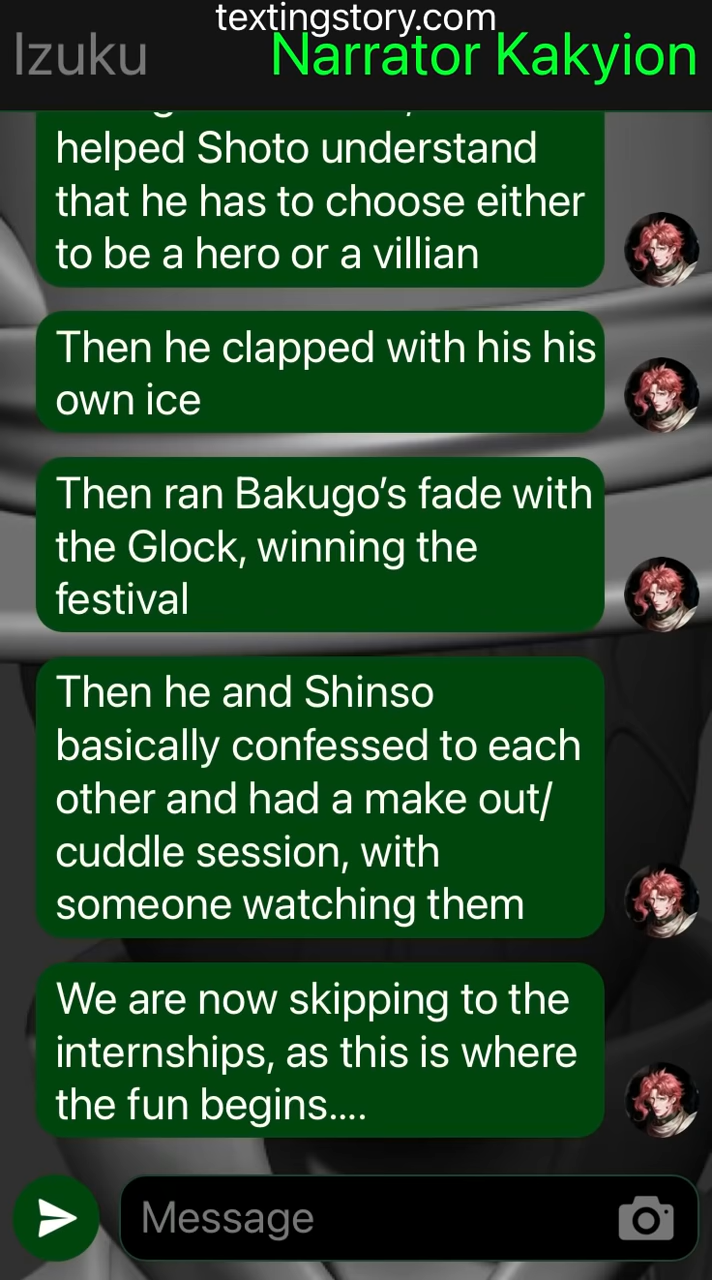 textingstory.com
Izuku
Narrator Kakyion
helped Shoto understand
that he has to choose either
to be a hero or a villian
Then he clapped with his his
own ice
Then ran Bakugo’s fade with
the Glock, winning the
festival
Then he and Shinso
basically confessed to each
other and had a make out/
cuddle session, with
someone watching them
We are now skipping to the
internships, as this is where
the fun begins....
Message